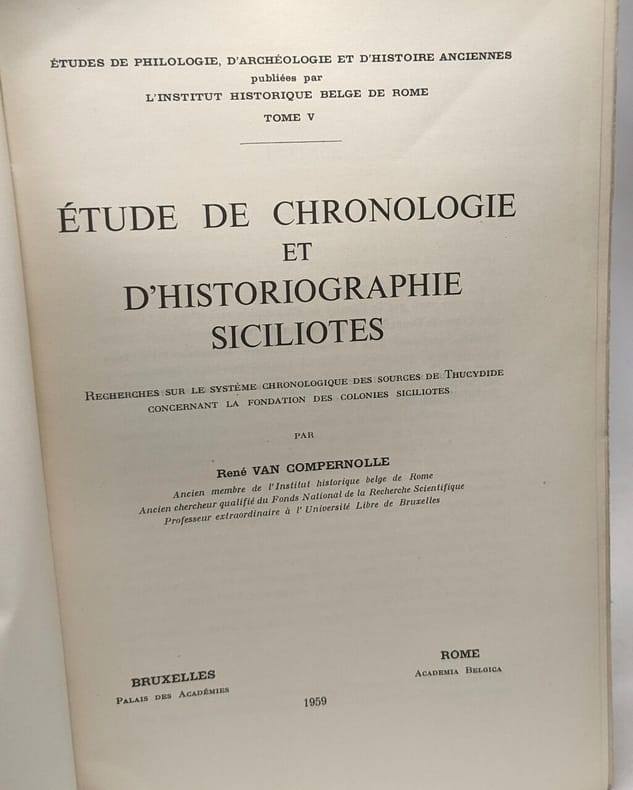 ÉTUDES DE PHILOLOGIE, D'ARCHÉOLOGIE ET D'HISTOIRE ANCIENNES
publiées par
L'INSTITUT HISTORIQUE BELGE DE ROME
TOME V
ÉTUDE DE CHRONOLOGIE
ET
D'HISTORIOGRAPHIE
SICILIOTES
RECHERCHES SUR LE SYSTÈME CHRONOLOGIQUE DES SOURCES DE THUCYDIDE
CONCERNANT LA FONDATION DES COLONIES SICILIOTES
PAR
René VAN COMPERNOLLE
Ancien membre de l'Institut historique belge de Rome
Ancien chercheur qualifié du Fonds National de la Recherche Scientifique
Professeur extraordinaire à l'Université Libre de Bruxelles
BRUXELLES
PALAIS DES ACADÉMIES
ROME
ACADEMIA BELGICA
1959